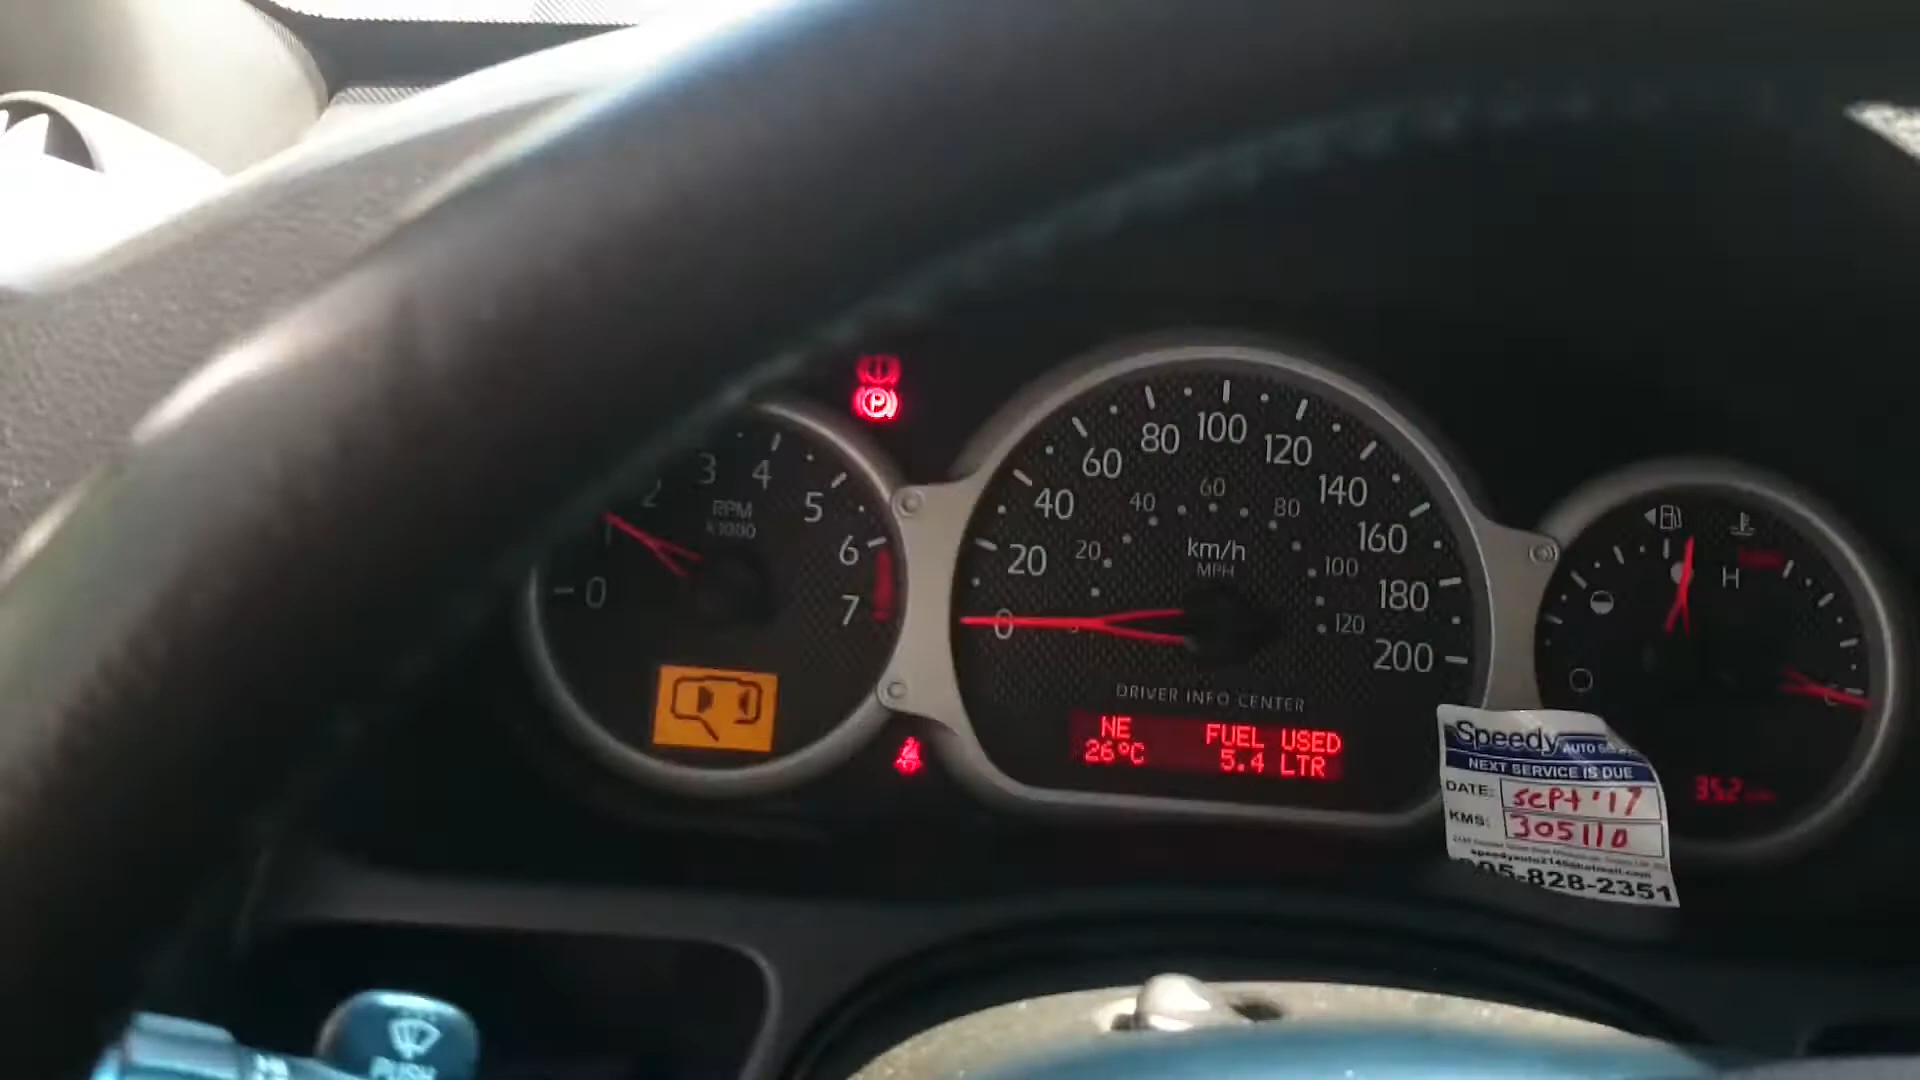 P
100
80
120
60
140
3
4
2
40
5
RPM
x1000
60
40
80
160
6
km/h
MPH
20
20
100
H
1
0
7
180
0
120
200
DRIVER INFO CENTER
NE
26°C
FUEL USED
5.4 LTR
Speedy AUTO
NEXT SERVICE IS DUE
DATE: SEPT '17
KMS: 305110
05-828-2351
352
PUSH